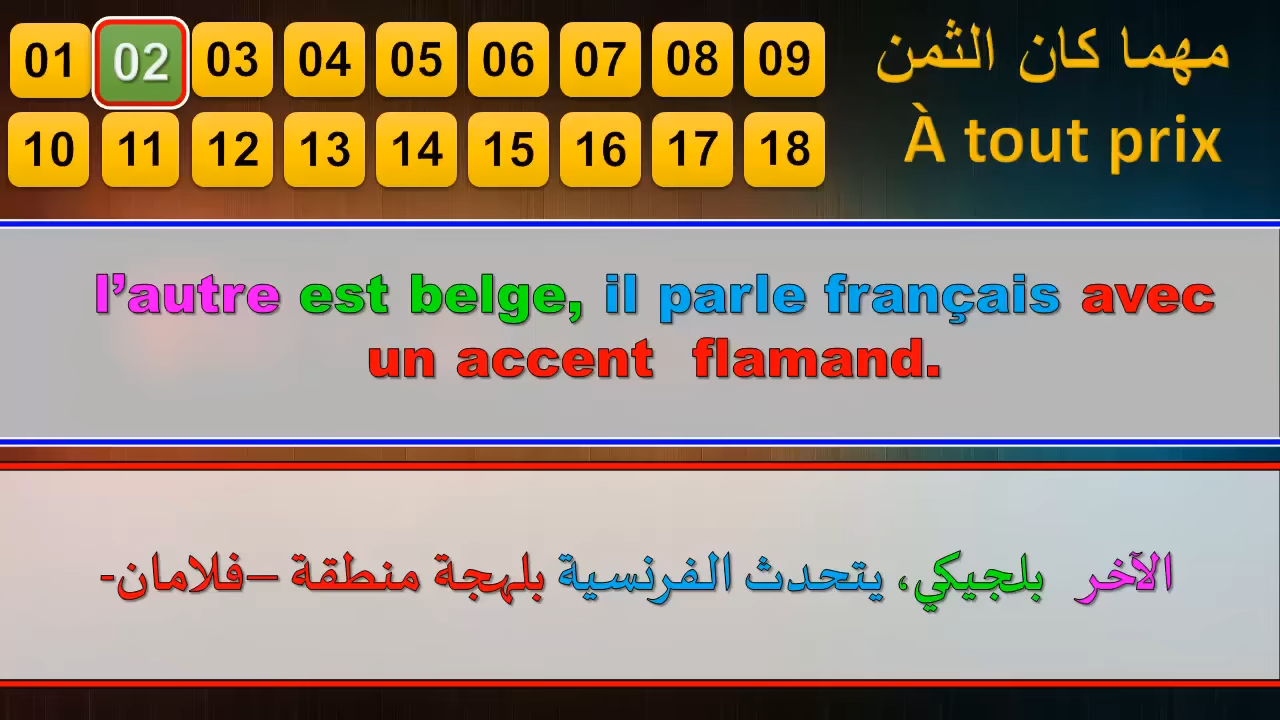 01 02 03 04 05 06 07 08 09
10 11 12 13 14 15 16 17 18
مهما كان الثمن
À tout prix
l’autre est belge, il parle français avec
un accent flamand.
الآخر بلجيكي، يتحدث الفرنسية بلهجة منطقة –فلامان-